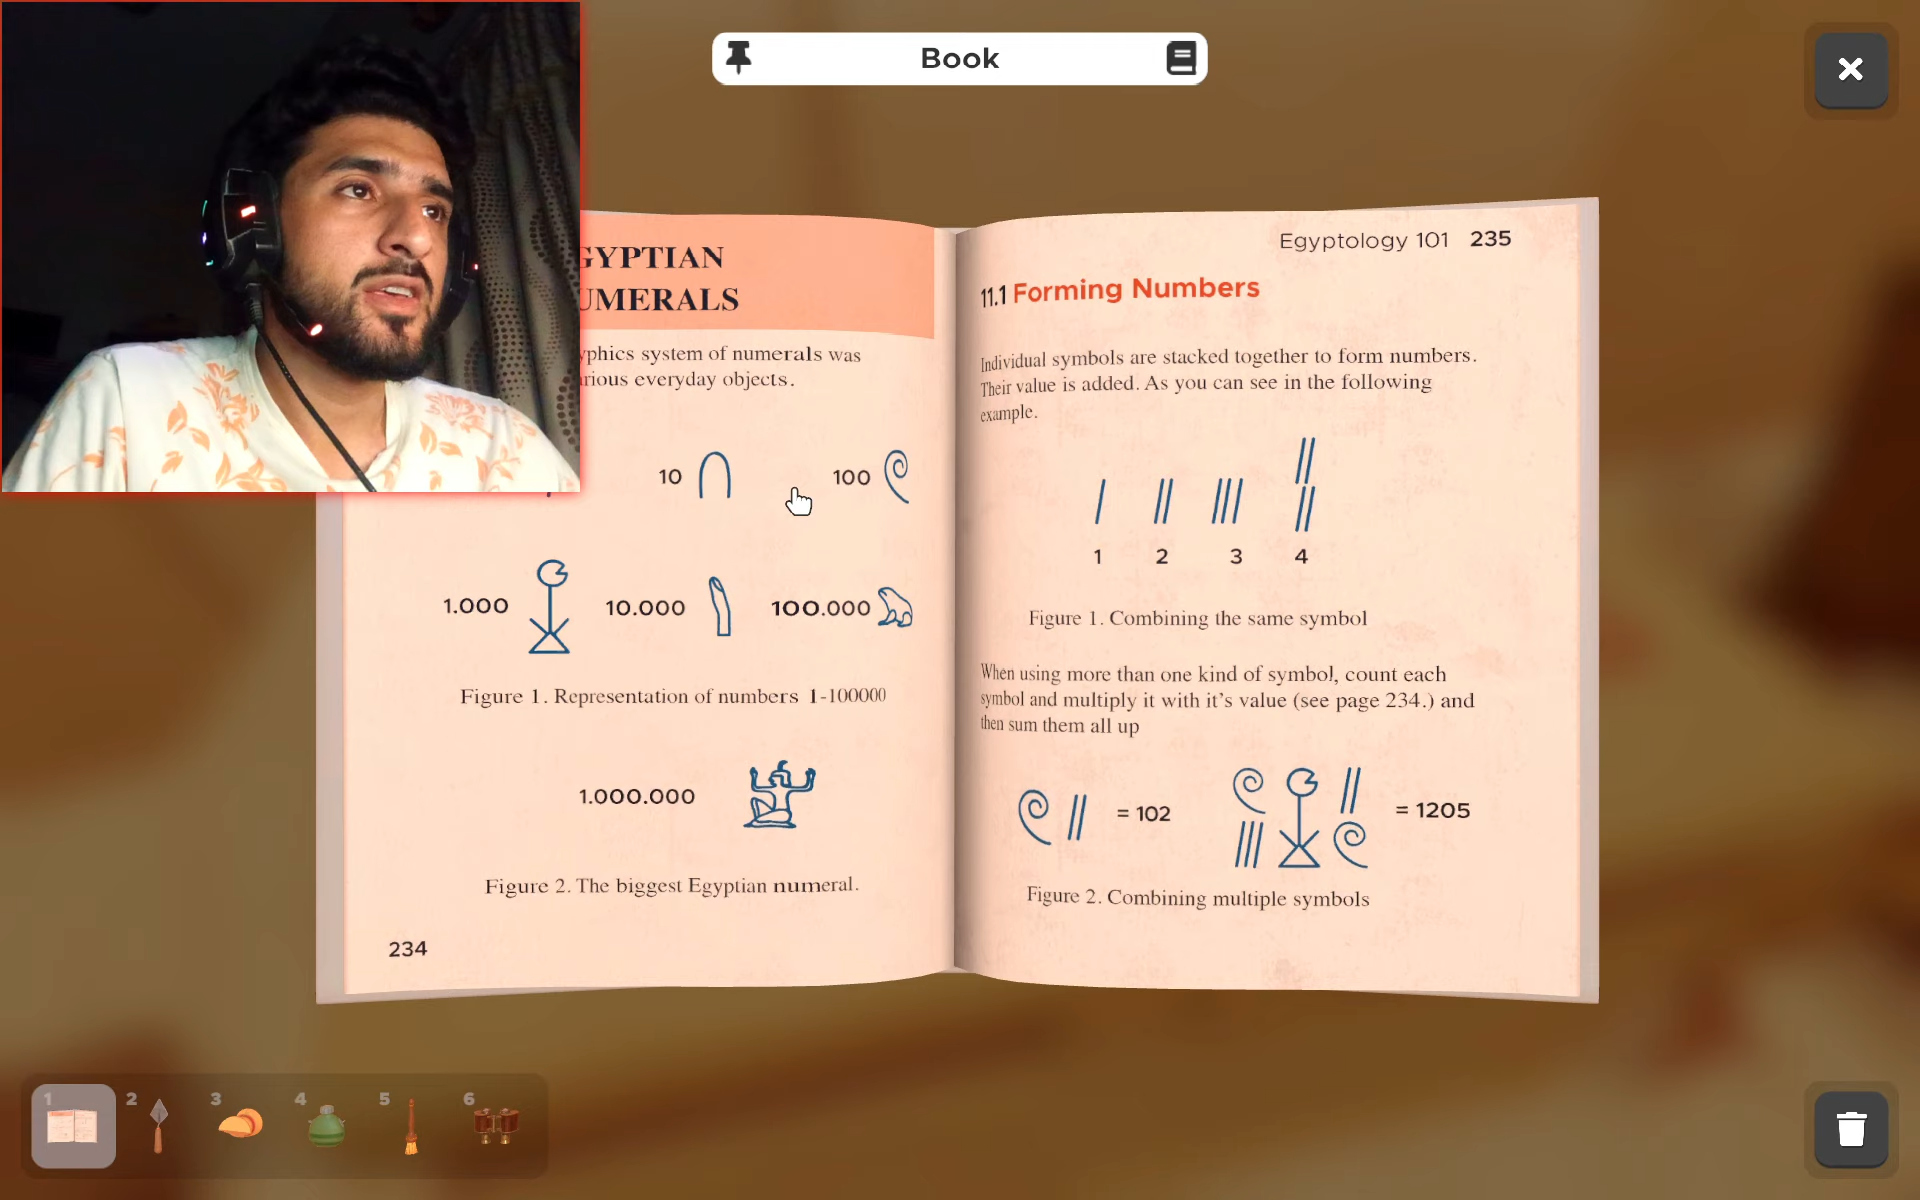 Book
GYPTIAN
UMERALS
yphics system of numerals was
rious everyday objects.
10
100
1.000
10.000
100.000
Figure 1. Representation of numbers 1-100000
1.000.000
Figure 2. The biggest Egyptian numeral.
234
Egyptology 101 235
11.1 Forming Numbers
Individual symbols are stacked together to form numbers.
Their value is added. As you can see in the following
example.
1 2 3 4
Figure 1. Combining the same symbol
When using more than one kind of symbol, count each
symbol and multiply it with it's value (see page 234.) and
then sum them all up
= 102
= 1205
Figure 2. Combining multiple symbols
1 2 3 4 5 6